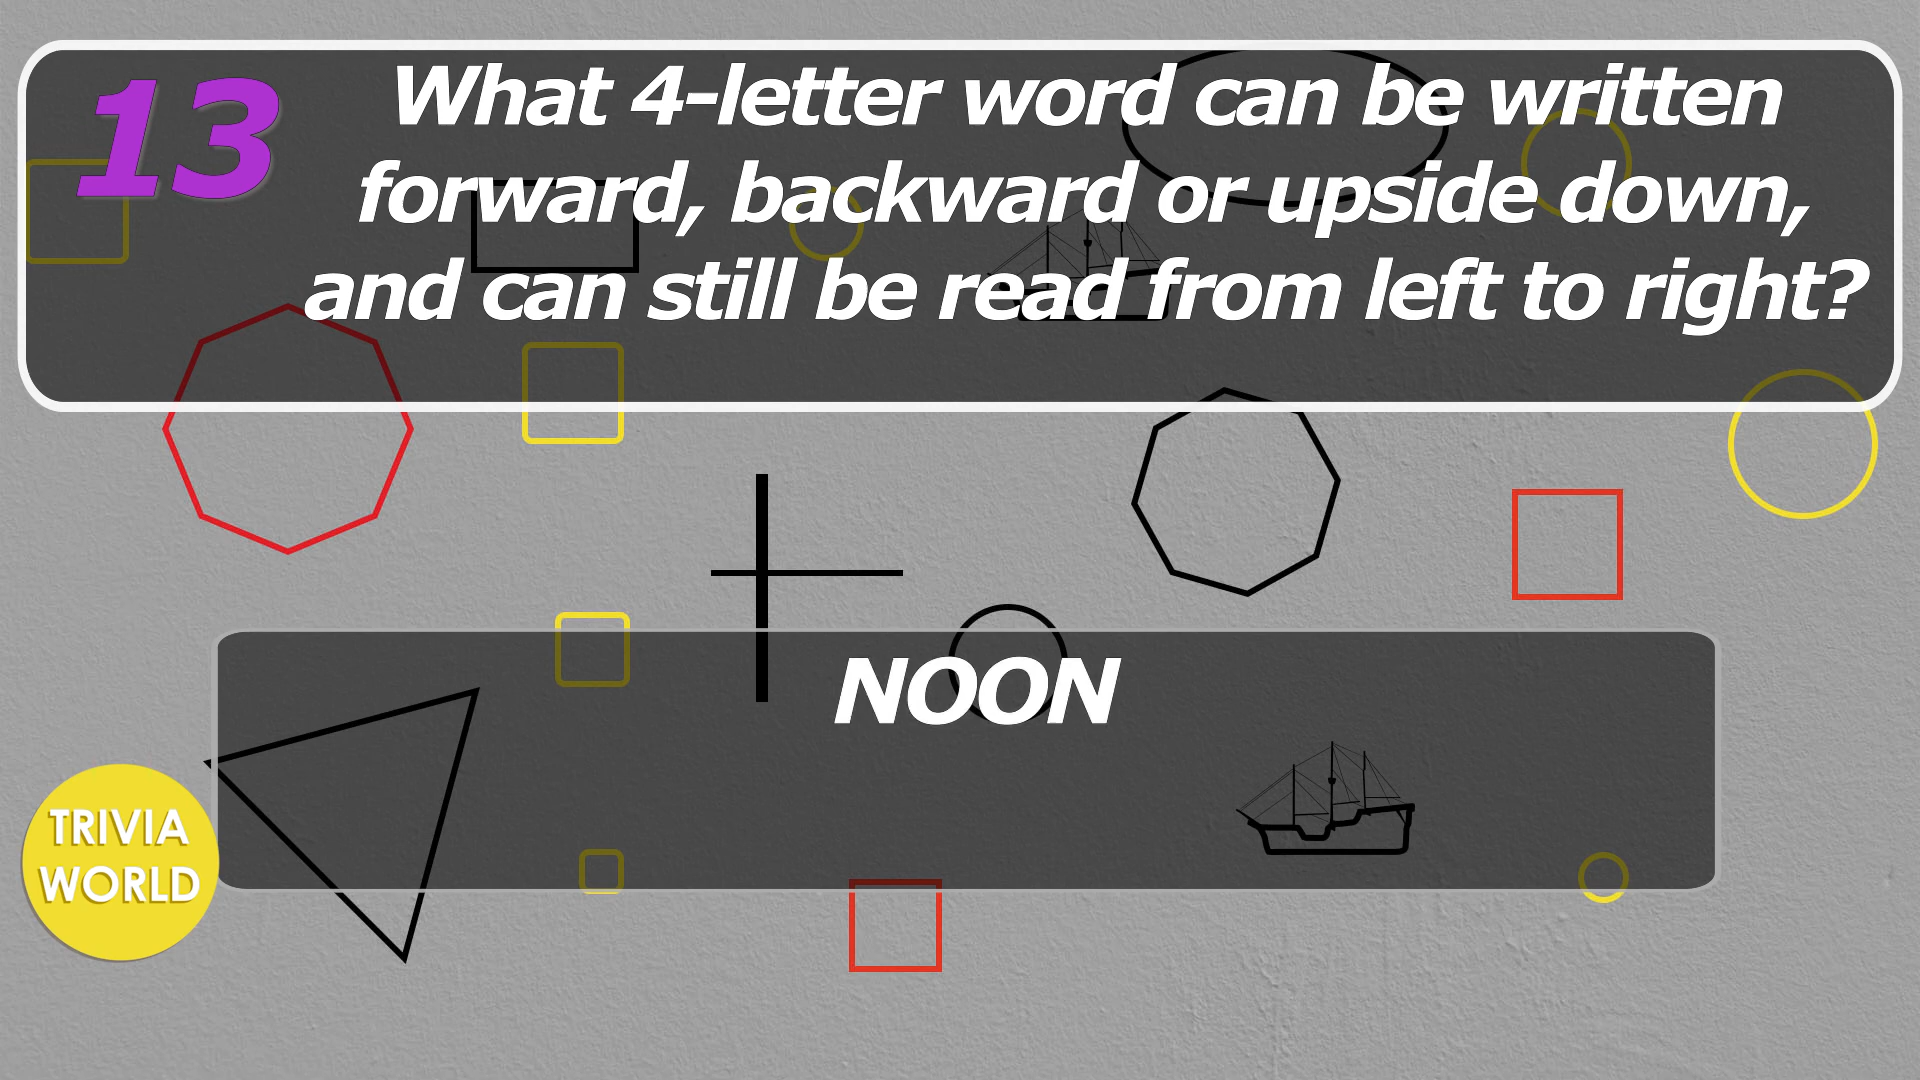 13
What 4-letter word can be written
forward, backward or upside down,
and can still be read from left to right?
NOON
TRIVIA
WORLD